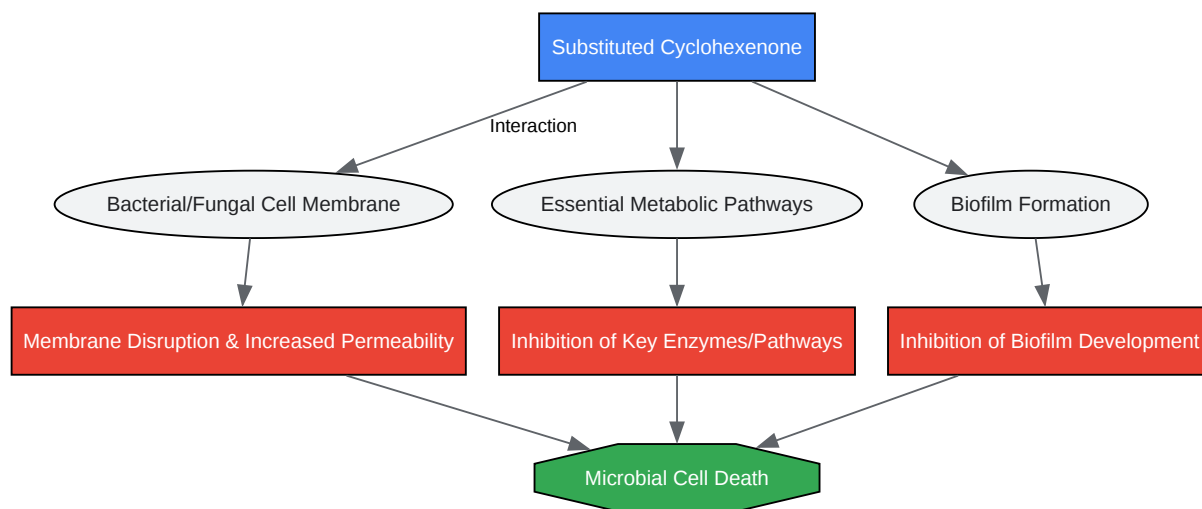 Substituted Cyclohexenone
Interaction
Bacterial/Fungal Cell Membrane
Essential Metabolic Pathways
Biofilm Formation
Membrane Disruption & Increased Permeability
Inhibition of Key Enzymes/Pathways
Inhibition of Biofilm Development
Microbial Cell Death